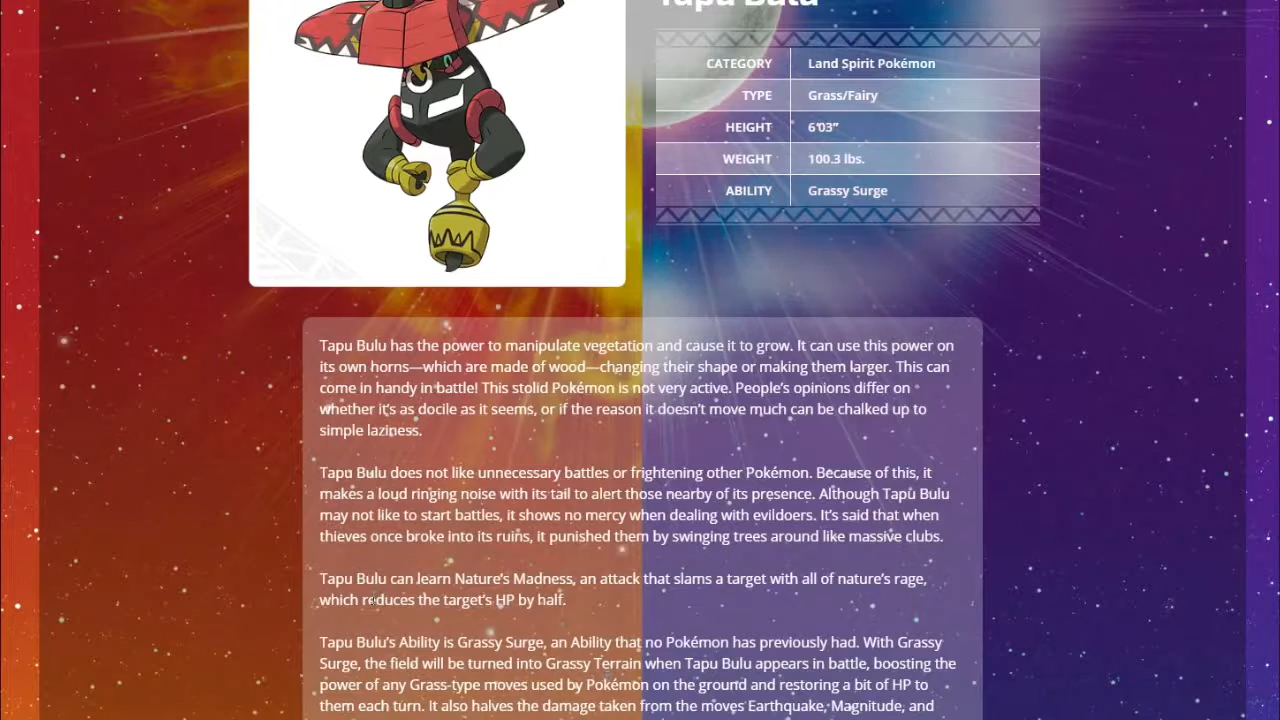 Tapu Bulu
CATEGORY Land Spirit Pokémon
TYPE Grass/Fairy
HEIGHT 6'03"
WEIGHT 100.3 lbs.
ABILITY Grassy Surge
Tapu Bulu has the power to manipulate vegetation and cause it to grow. It can use this power on
its own horns—which are made of wood—changing their shape or making them larger. This can
come in handy in battle! This stolid Pokémon is not very active. People's opinions differ on
whether it's as docile as it seems, or if the reason it doesn't move much can be chalked up to
simple laziness.
Tapu Bulu does not like unnecessary battles or frightening other Pokémon. Because of this, it
makes a loud ringing noise with its tail to alert those nearby of its presence. Although Tapu Bulu
may not like to start battles, it shows no mercy when dealing with evildoers. It's said that when
thieves once broke into its ruins, it punished them by swinging trees around like massive clubs.
Tapu Bulu can learn Nature's Madness, an attack that slams a target with all of nature's rage,
which reduces the target's HP by half.
Tapu Bulu's Ability is Grassy Surge, an Ability that no Pokémon has previously had. With Grassy
Surge, the field will be turned into Grassy Terrain when Tapu Bulu appears in battle, boosting the
power of any Grass-type moves used by Pokémon on the ground and restoring a bit of HP to
them each turn. It also halves the damage taken from the moves Earthquake, Magnitude, and